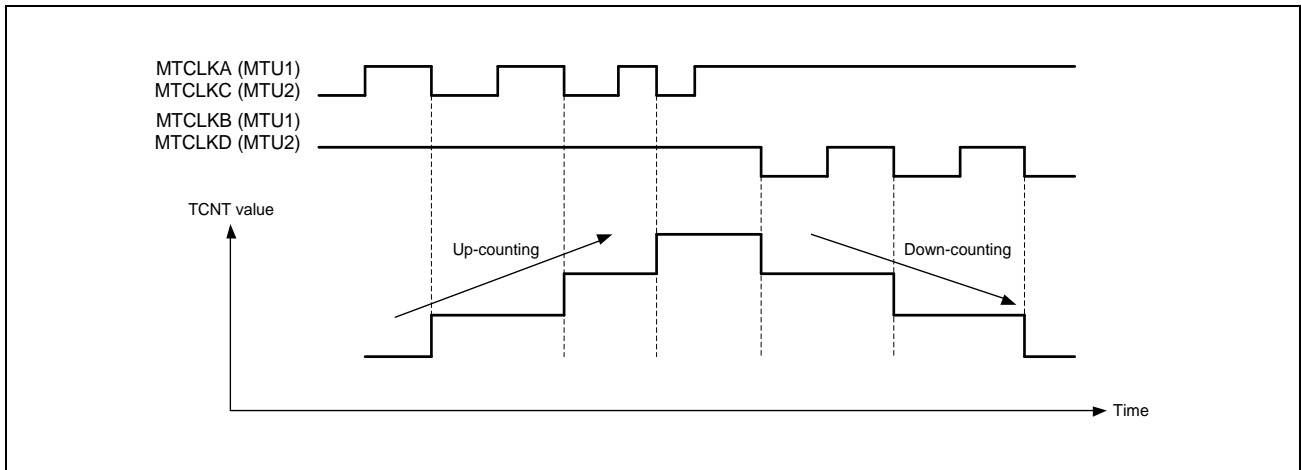 MTCLKA (MTU1)
MTCLKC (MTU2)
MTCLKB (MTU1)
MTCLKD (MTU2)
TCNT value
Up-counting
Down-counting
Time